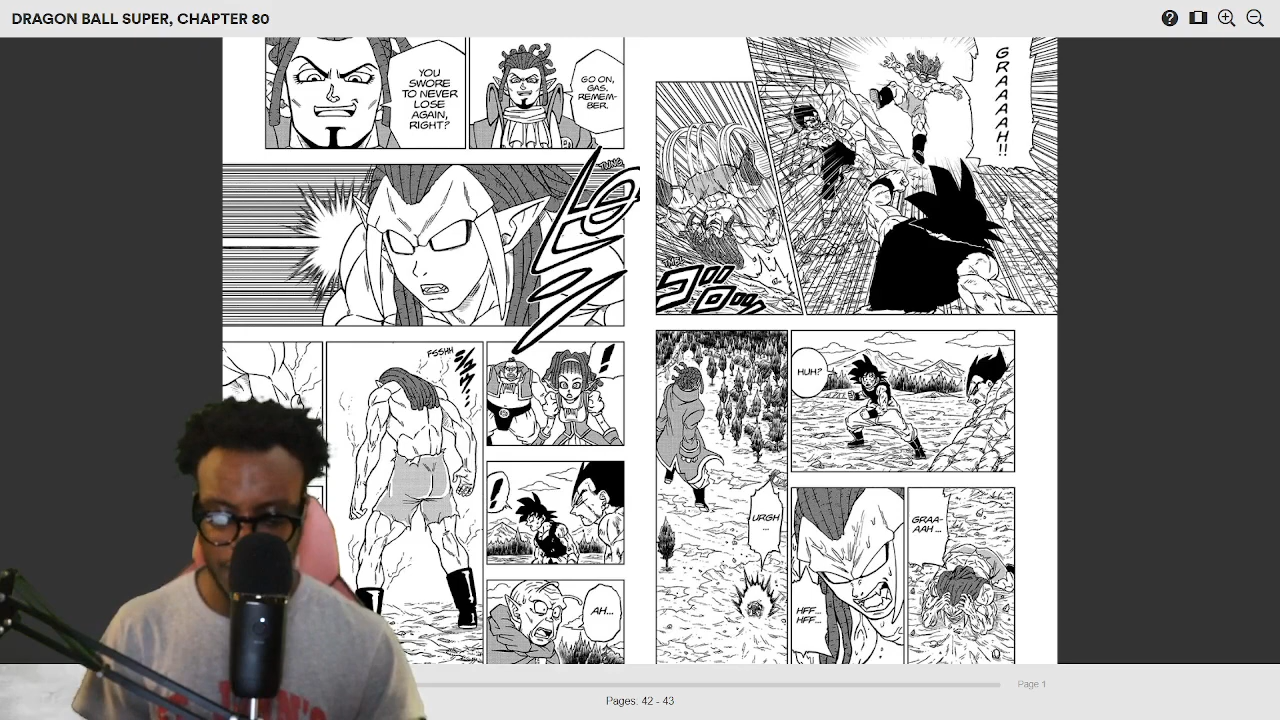 DRAGON BALL SUPER, CHAPTER 80
GRAAAAH!!
GO ON,
GAS.
REMEM-
BER.
YOU
SWORE
TO NEVER
LOSE
AGAIN,
RIGHT?
HUH?
URGH
...
GRAA-
AAH...
HFF...
HFF...
FSSHH
!
!
AH...
Page 1
Pages: 42 - 43